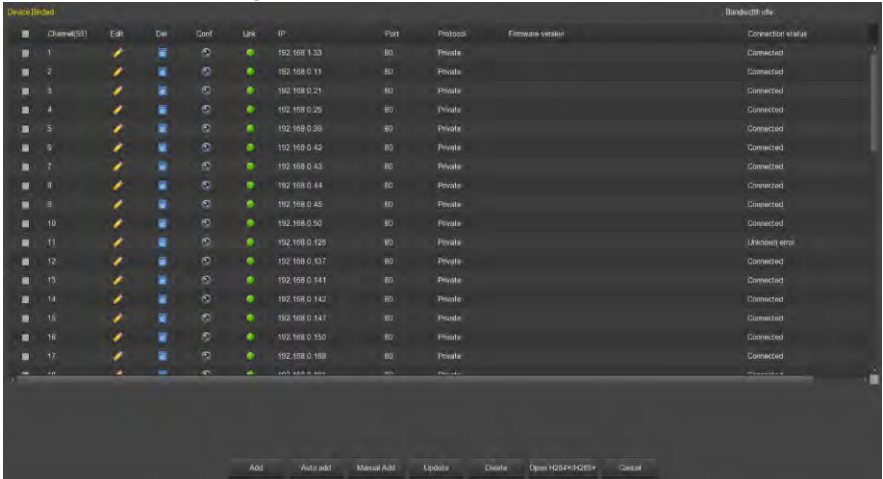 Device Binded Bandwidth idle
Channel(55) Edit Del Conf Link IP Port Protocol Firmware version Connection status
1 192.168.1.33 80 Private Connected
2 192.168.0.11 80 Private Connected
3 192.168.0.21 80 Private Connected
4 192.168.0.25 80 Private Connected
5 192.168.0.39 80 Private Connected
6 192.168.0.42 80 Private Connected
7 192.168.0.43 80 Private Connected
8 192.168.0.44 80 Private Connected
9 192.168.0.45 80 Private Connected
10 192.168.0.50 80 Private Connected
11 192.168.0.126 80 Private Unknown error
12 192.168.0.137 80 Private Connected
13 192.168.0.141 80 Private Connected
14 192.168.0.142 80 Private Connected
15 192.168.0.147 80 Private Connected
16 192.168.0.150 80 Private Connected
17 192.168.0.169 80 Private Connected
Add Auto add Manual Add Update Delete Open H264+/H265+ Cancel